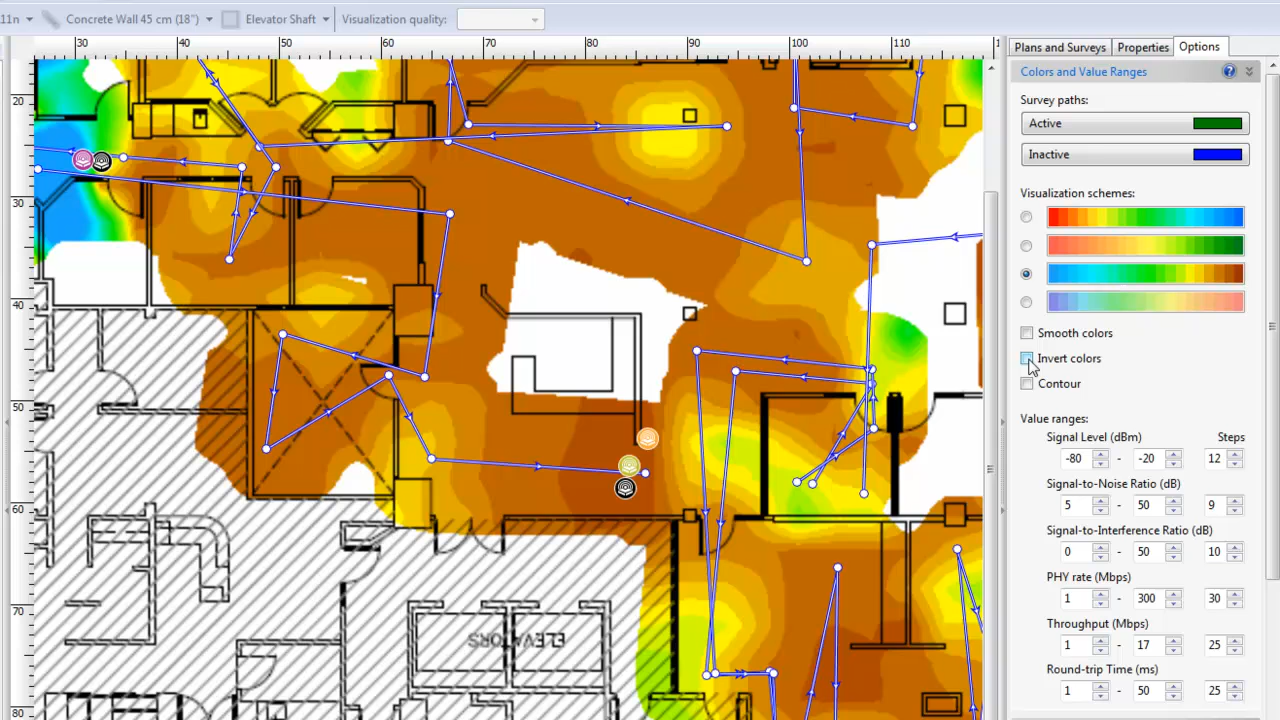 11n Concrete Wall 45 cm (18") Elevator Shaft Visualization quality:
30 40 50 60 70 80 90 100 110
Plans and Surveys Properties Options
Colors and Value Ranges
Survey paths:
Active
Inactive
Visualization schemes:
Smooth colors
Invert colors
Contour
Value ranges:
Signal Level (dBm) Steps
-80 - -20 12
Signal-to-Noise Ratio (dB)
5 - 50 9
Signal-to-Interference Ratio (dB)
0 - 50 10
PHY rate (Mbps)
1 - 300 30
Throughput (Mbps)
1 - 17 25
Round-trip Time (ms)
1 - 50 25
20
30
40
50
60
70
80
ELEVATORS